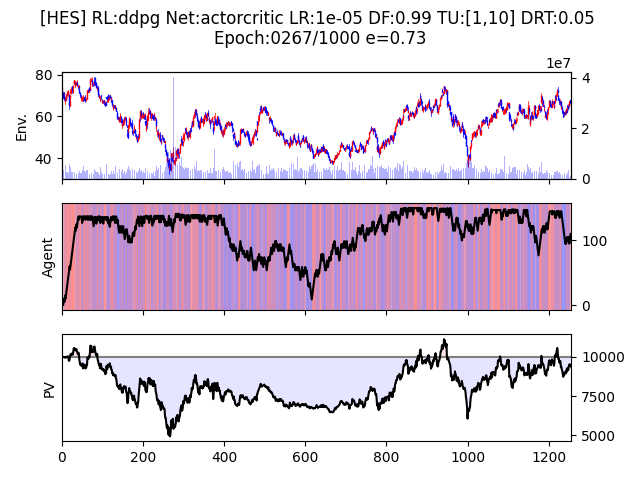 [HES] RL:ddpg Net:actorcritic LR:1e-05 DF:0.99 TU:[1,10] DRT:0.05
Epoch:0267/1000 e=0.73
1e7
80
60
40
Env.
4
2
0
Agent
100
0
PV
10000
7500
5000
0 200 400 600 800 1000 1200